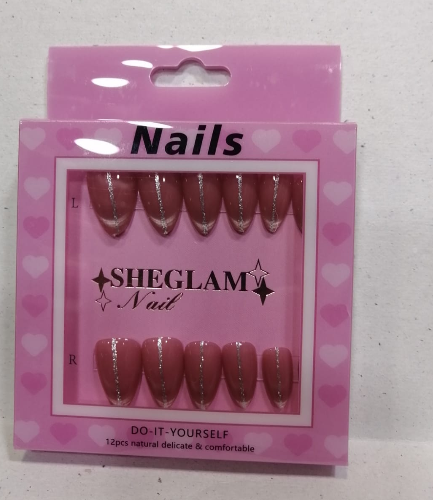 Nails
L
SHEGLAM
Nail
R
DO-IT-YOURSELF
12pcs natural delicate & comfortable